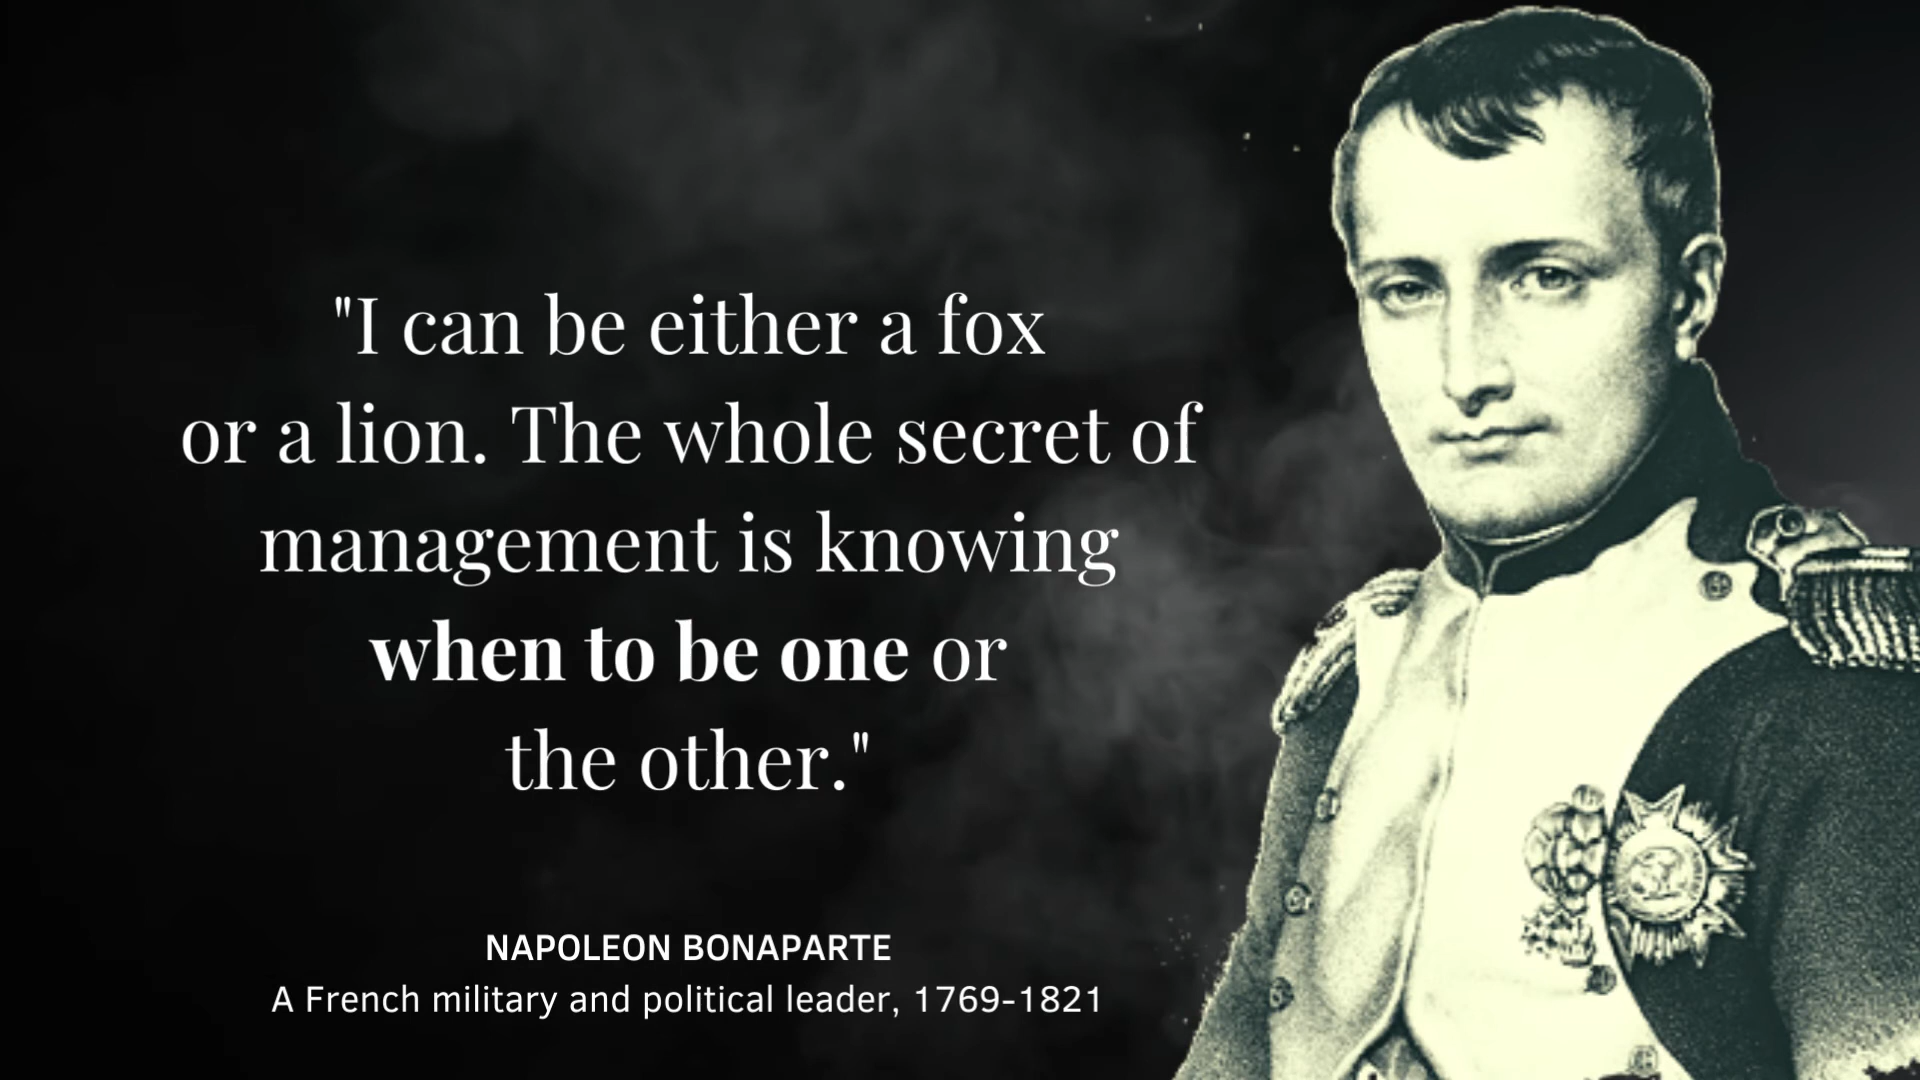 "I can be either a fox
or a lion. The whole secret of
management is knowing
when to be one or
the other."
NAPOLEON BONAPARTE
A French military and political leader, 1769-1821